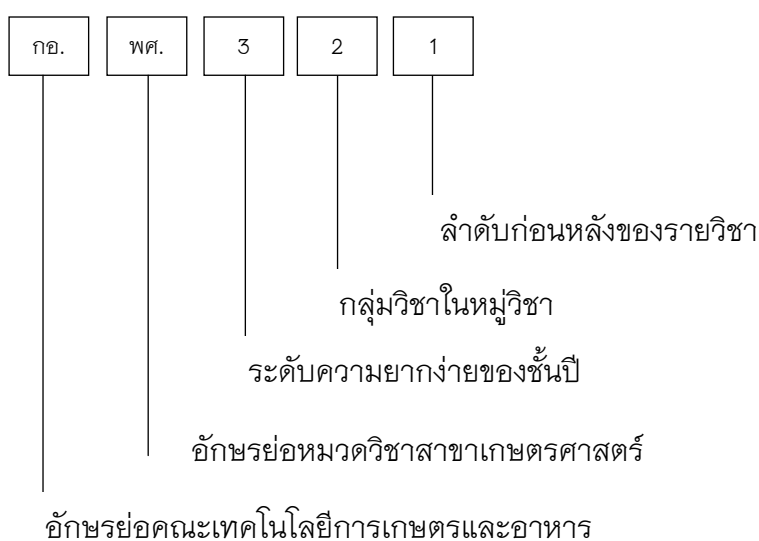 กอ. พศ. 3 2 1
ลำดับก่อนหลังของรายวิชา
กลุ่มวิชาในหมู่วิชา
ระดับความยากง่ายของชั้นปี
อักษรย่อหมวดวิชาสาขาเกษตรศาสตร์
อักษรย่อคณะเทคโนโลยีการเกษตรและอาหาร